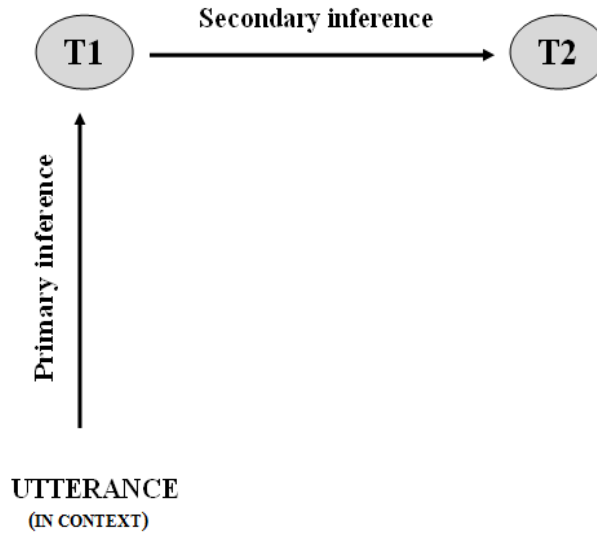 Secondary inference
T1
T2
Primary inference
UTTERANCE
(IN CONTEXT)